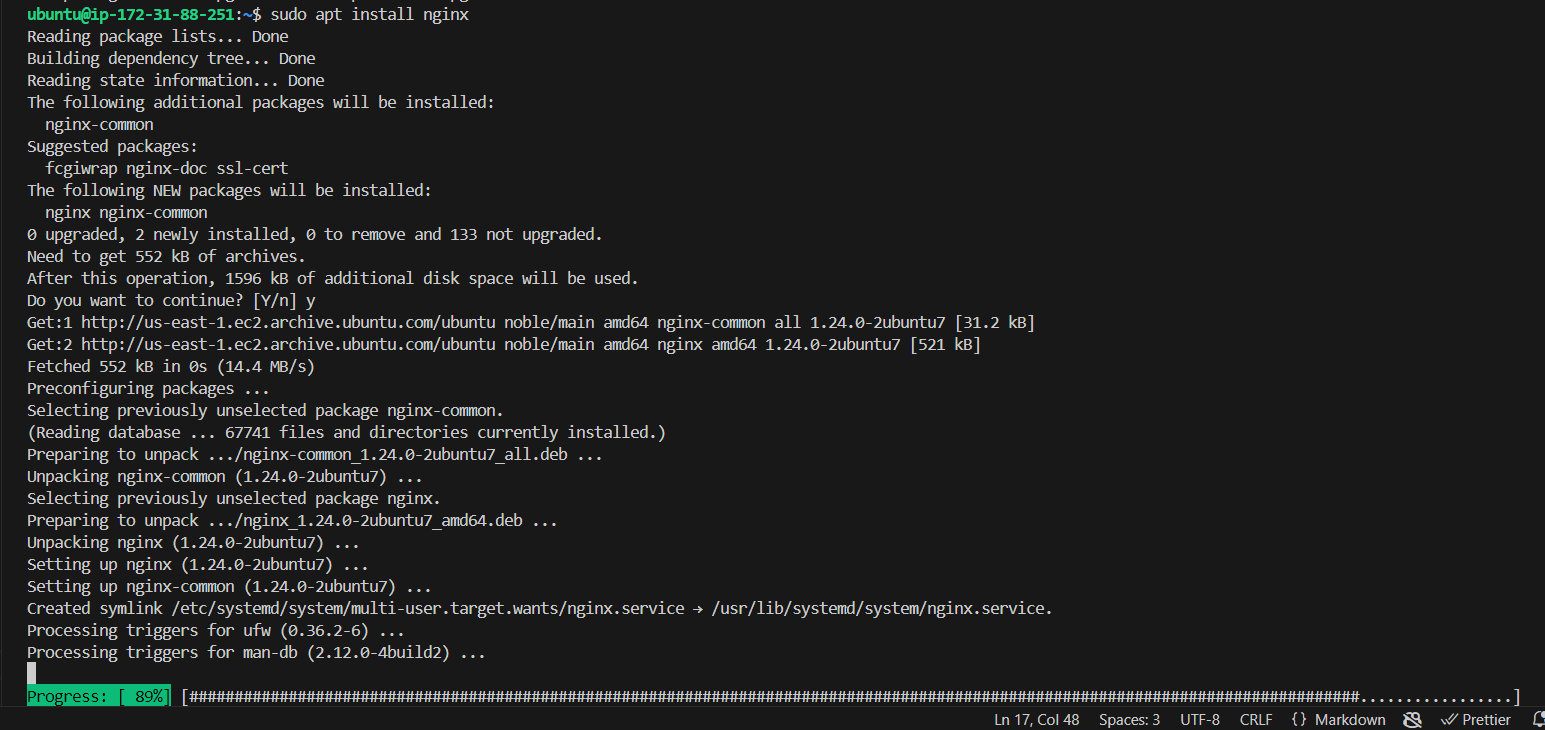 ubuntu@ip-172-31-88-251:~$ sudo apt install nginx
Reading package lists... Done
Building dependency tree... Done
Reading state information... Done
The following additional packages will be installed:
  nginx-common
Suggested packages:
  fcgiwrap nginx-doc ssl-cert
The following NEW packages will be installed:
  nginx nginx-common
0 upgraded, 2 newly installed, 0 to remove and 133 not upgraded.
Need to get 552 kB of archives.
After this operation, 1596 kB of additional disk space will be used.
Do you want to continue? [Y/n] y
Get:1 http://us-east-1.ec2.archive.ubuntu.com/ubuntu noble/main amd64 nginx-common all 1.24.0-2ubuntu7 [31.2 kB]
Get:2 http://us-east-1.ec2.archive.ubuntu.com/ubuntu noble/main amd64 nginx amd64 1.24.0-2ubuntu7 [521 kB]
Fetched 552 kB in 0s (14.4 MB/s)
Preconfiguring packages ...
Selecting previously unselected package nginx-common.
(Reading database ... 67741 files and directories currently installed.)
Preparing to unpack .../nginx-common_1.24.0-2ubuntu7_all.deb ...
Unpacking nginx-common (1.24.0-2ubuntu7) ...
Selecting previously unselected package nginx.
Preparing to unpack .../nginx_1.24.0-2ubuntu7_amd64.deb ...
Unpacking nginx (1.24.0-2ubuntu7) ...
Setting up nginx (1.24.0-2ubuntu7) ...
Setting up nginx-common (1.24.0-2ubuntu7) ...
Created symlink /etc/systemd/system/multi-user.target.wants/nginx.service → /usr/lib/systemd/system/nginx.service.
Processing triggers for ufw (0.36.2-6) ...
Processing triggers for man-db (2.12.0-4build2) ...
Progress: [ 89%] [##################################################################################################################################.................]
Ln 17, Col 48 Spaces: 3 UTF-8 CRLF {} Markdown Prettier